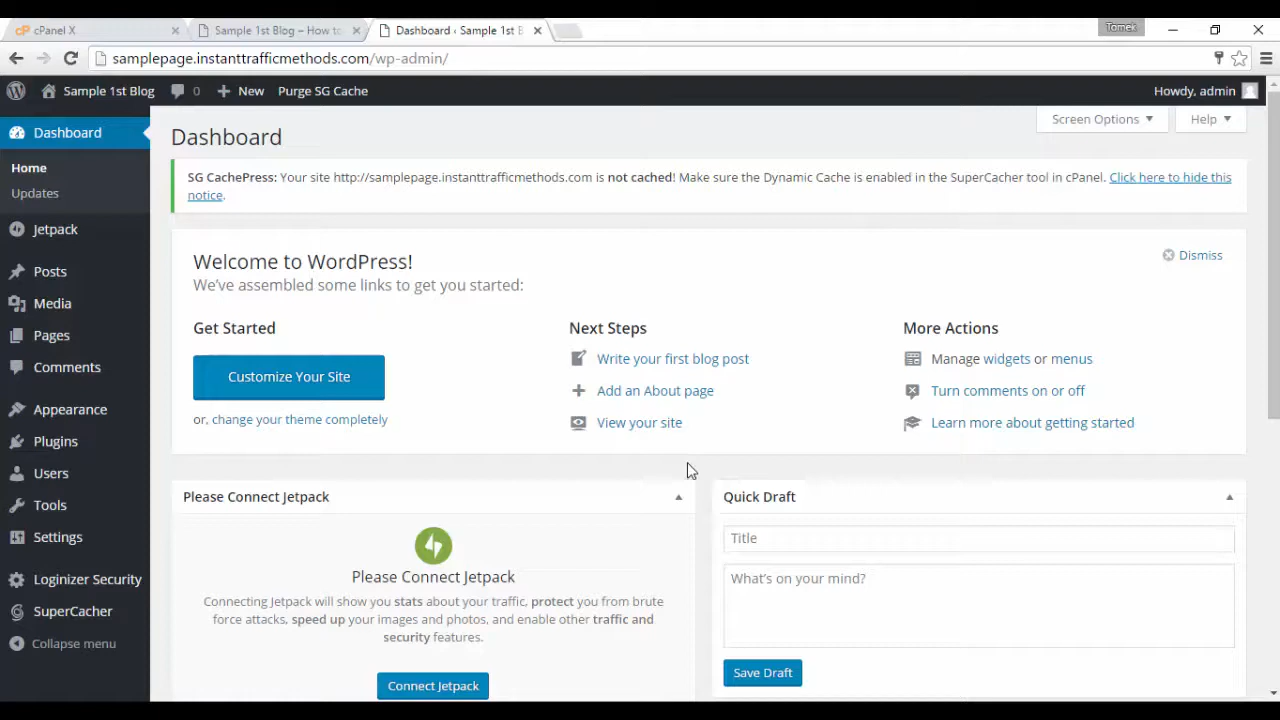 cPanel X
Sample 1st Blog – How to
Dashboard ‹ Sample 1st B
Tomek
samplepage.instanttrafficmethods.com/wp-admin/
Sample 1st Blog
0
New
Purge SG Cache
Howdy, admin
Dashboard
Home
Updates
Jetpack
Posts
Media
Pages
Comments
Appearance
Plugins
Users
Tools
Settings
Loginizer Security
SuperCacher
Collapse menu
Screen Options
Help
Dashboard
SG CachePress: Your site http://samplepage.instanttrafficmethods.com is not cached! Make sure the Dynamic Cache is enabled in the SuperCacher tool in cPanel. Click here to hide this
notice.
Welcome to WordPress!
We've assembled some links to get you started:
Dismiss
Get Started
Customize Your Site
or, change your theme completely
Next Steps
Write your first blog post
Add an About page
View your site
More Actions
Manage widgets or menus
Turn comments on or off
Learn more about getting started
Please Connect Jetpack
Please Connect Jetpack
Connecting Jetpack will show you stats about your traffic, protect you from brute
force attacks, speed up your images and photos, and enable other traffic and
security features.
Connect Jetpack
Quick Draft
Title
What's on your mind?
Save Draft